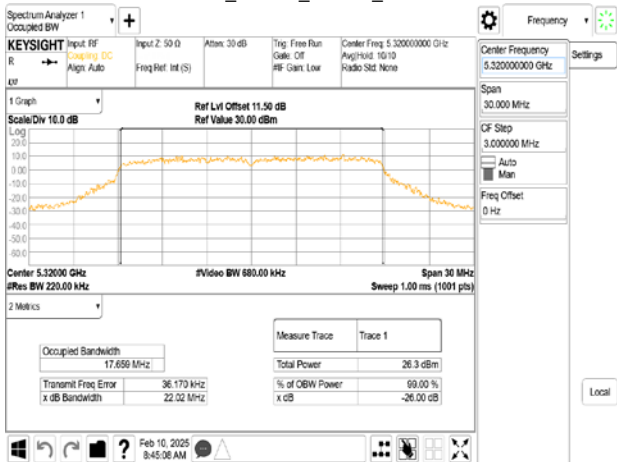 Spectrum Analyzer 1
Occupied BW
Frequency
KEYSIGHT Input: RF
Coupling: DC
Align: Auto
Input Z: 50 Ω
Freq Ref: Int (S)
Atten: 30 dB
Trig: Free Run
Gate: Off
#IF Gain: Low
Center Freq: 5.320000000 GHz
Avg|Hold: 10/10
Radio Std: None
R
Center Frequency
5.320000000 GHz
Settings
Span
30.000 MHz
CF Step
3.000000 MHz
Auto
Man
Freq Offset
0 Hz
Local
1 Graph
Scale/Div 10.0 dB
Ref Lvl Offset 11.50 dB
Ref Value 30.00 dBm
Log
20.0
10.0
0.00
-10.0
-20.0
-30.0
-40.0
-50.0
-60.0
Center 5.32000 GHz
#Video BW 680.00 kHz
Span 30 MHz
#Res BW 220.00 kHz
Sweep 1.00 ms (1001 pts)
2 Metrics
Measure Trace Trace 1
Occupied Bandwidth
17.659 MHz
Total Power 26.3 dBm
Transmit Freq Error 36.170 kHz
% of OBW Power 99.00 %
x dB Bandwidth 22.02 MHz
x dB -26.00 dB
Feb 10, 2025
8:45:08 AM